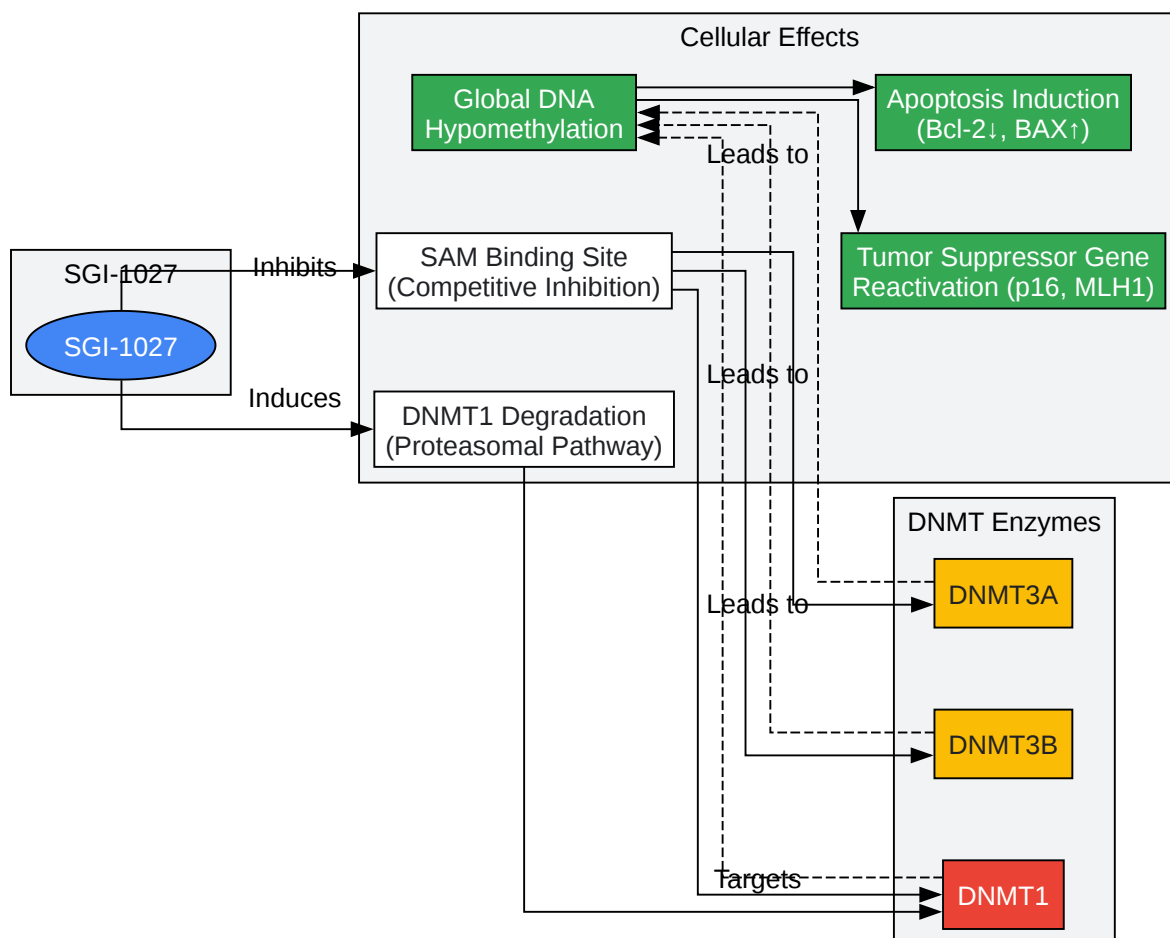 Cellular Effects
Global DNA
Hypomethylation
Apoptosis Induction
(Bcl-2↓, BAX↑)
Leads to
SGI-1027
Inhibits
SAM Binding Site
(Competitive Inhibition)
Tumor Suppressor Gene
Reactivation (p16, MLH1)
SGI-1027
Leads to
Induces
DNMT1 Degradation
(Proteasomal Pathway)
DNMT Enzymes
Leads to
DNMT3A
DNMT3B
Targets
DNMT1